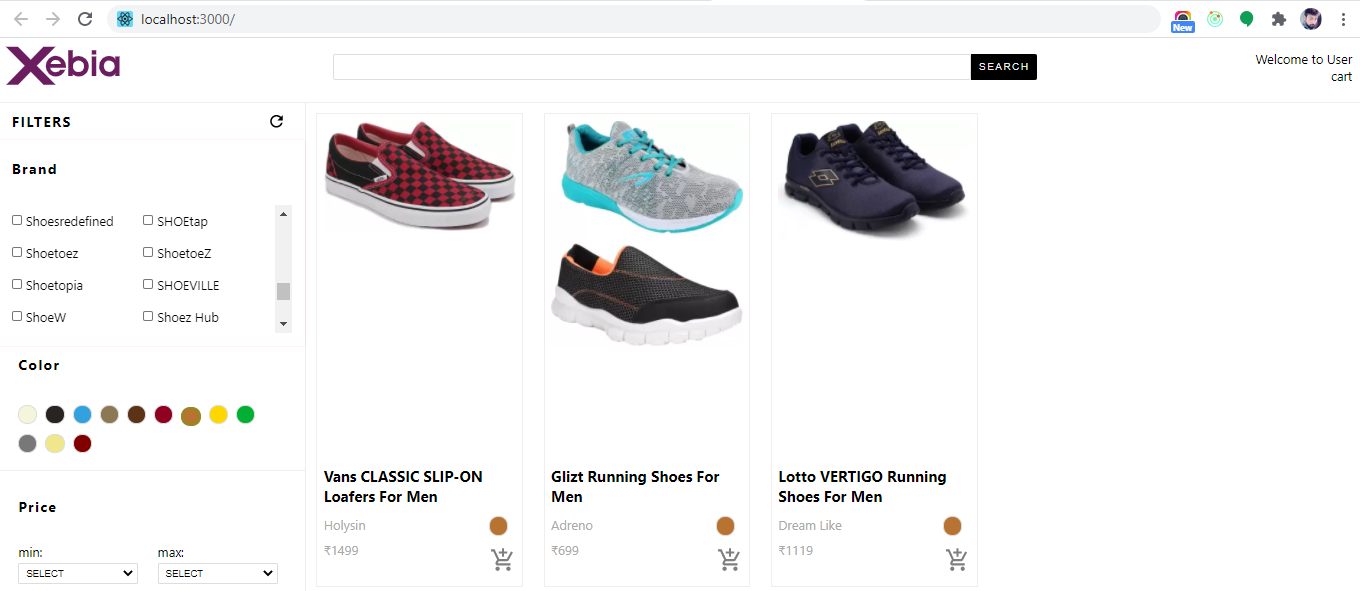 localhost:3000/
New
Xebia
SEARCH
Welcome to User
cart
FILTERS
Brand
Shoesredefined
SHOEtap
Shoetoez
ShoetoeZ
Shoetopia
SHOEVILLE
ShoeW
Shoez Hub
Color
Price
min:
max:
SELECT
SELECT
Vans CLASSIC SLIP-ON
Loafers For Men
Holysin
₹1499
Glizt Running Shoes For
Men
Adreno
₹699
Lotto VERTIGO Running
Shoes For Men
Dream Like
₹1119